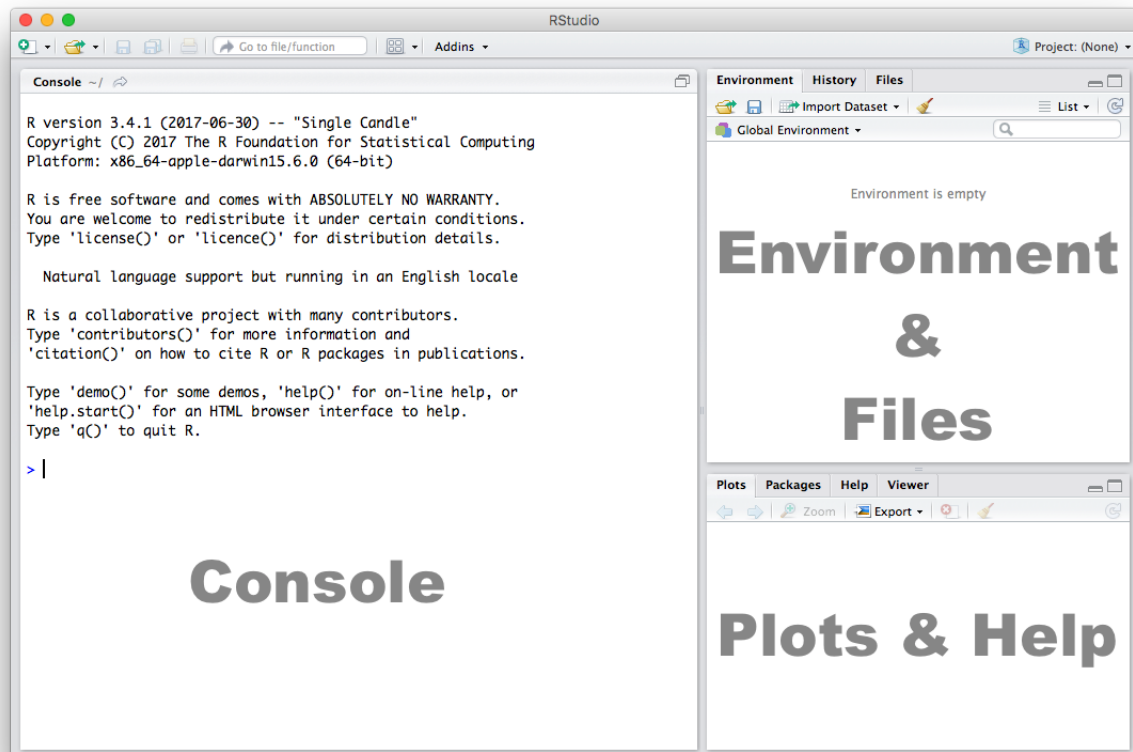 RStudio
Go to file/function
Addins
Project: (None)
Console ~/
R version 3.4.1 (2017-06-30) -- "Single Candle"
Copyright (C) 2017 The R Foundation for Statistical Computing
Platform: x86_64-apple-darwin15.6.0 (64-bit)
R is free software and comes with ABSOLUTELY NO WARRANTY.
You are welcome to redistribute it under certain conditions.
Type 'license()' or 'licence()' for distribution details.
Natural language support but running in an English locale
R is a collaborative project with many contributors.
Type 'contributors()' for more information and
'citation()' on how to cite R or R packages in publications.
Type 'demo()' for some demos, 'help()' for on-line help, or
'help.start()' for an HTML browser interface to help.
Type 'q()' to quit R.
>
Console
Environment History Files
Import Dataset List
Global Environment
Environment is empty
Environment
&
Files
Plots Packages Help Viewer
Zoom Export
Plots & Help